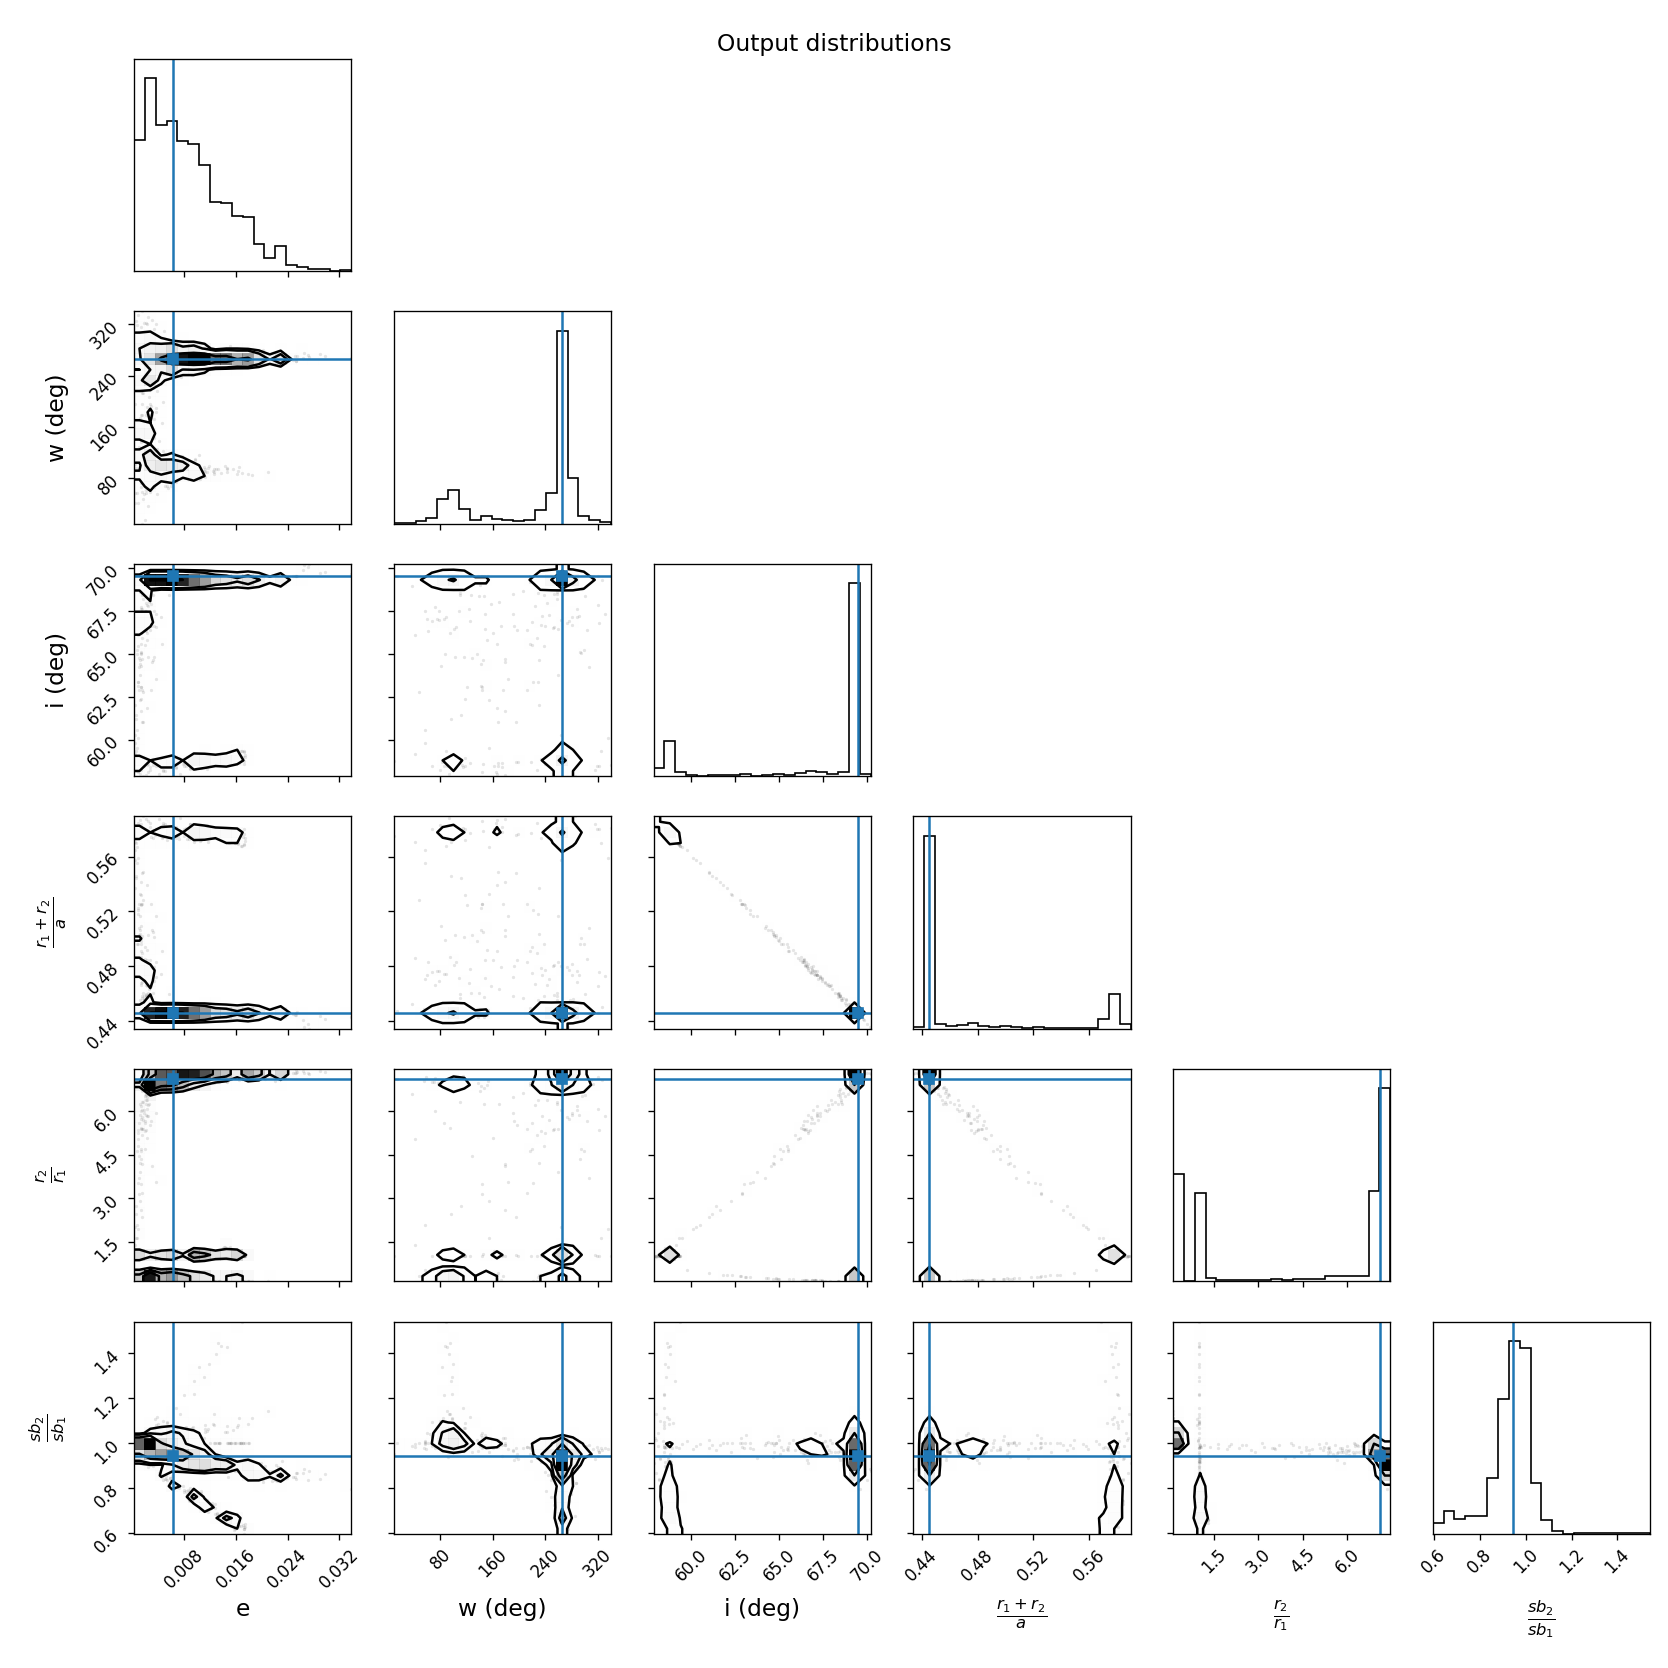 Output distributions
w (deg)
320
240
160
80
i (deg)
70.0
67.5
65.0
62.5
60.0
r₁ + r₂
a
0.56
0.52
0.48
0.44
r₂
r₁
6.0
4.5
3.0
1.5
sb₂
sb₁
1.4
1.2
1.0
0.8
0.6
0.008 0.016 0.024 0.032 80 160 240 320 60.0 62.5 65.0 67.5 70.0 0.44 0.48 0.52 0.56 1.5 3.0 4.5 6.0 0.6 0.8 1.0 1.2 1.4
e w (deg) i (deg) r₁ + r₂ r₂ sb₂
a r₁ sb₁